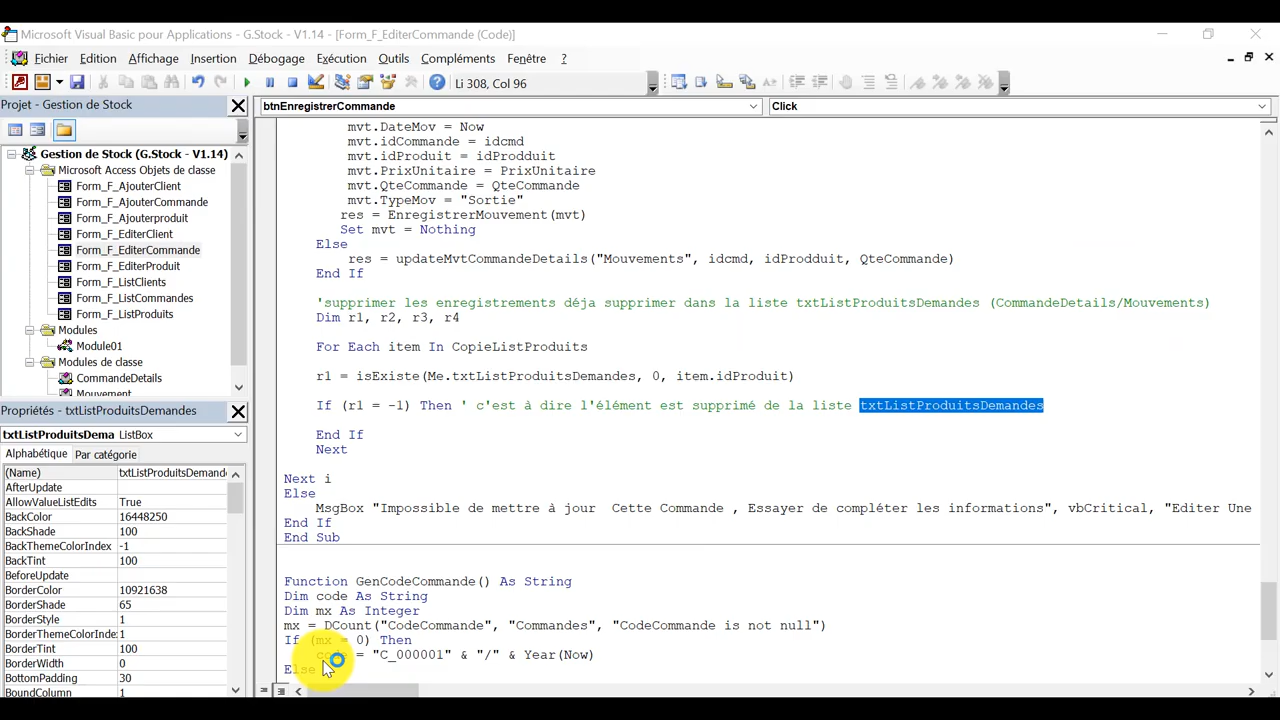 Microsoft Visual Basic pour Applications - G.Stock - V1.14 - [Form_F_EditerCommande (Code)]
Fichier Edition Affichage Insertion Débogage Exécution Outils Compléments Fenêtre ?
Li 308, Col 96
Projet - Gestion de Stock
btnEnregistrerCommande
Click
Gestion de Stock (G.Stock - V1.14)
Microsoft Access Objets de classe
Form_F_AjouterClient
Form_F_AjouterCommande
Form_F_Ajouterproduit
Form_F_EditerClient
Form_F_EditerCommande
Form_F_EditerProduit
Form_F_ListClients
Form_F_ListCommandes
Form_F_ListProduits
Modules
Module01
Modules de classe
CommandeDetails
Mouvement
Propriétés - txtListProduitsDemandes
txtListProduitsDema ListBox
Alphabétique Par catégorie
(Name) txtListProduitsDemand
AfterUpdate
AllowValueListEdits True
BackColor 16448250
BackShade 100
BackThemeColorIndex -1
BackTint 100
BeforeUpdate
BorderColor 10921638
BorderShade 65
BorderStyle 1
BorderThemeColorInde 1
BorderTint 100
BorderWidth 0
BottomPadding 30
BoundColumn 1
mvt.DateMov = Now
mvt.idCommande = idcmd
mvt.idProduit = idProdduit
mvt.PrixUnitaire = PrixUnitaire
mvt.QteCommande = QteCommande
mvt.TypeMov = "Sortie"
res = EnregistrerMouvement(mvt)
Set mvt = Nothing
Else
res = updateMvtCommandeDetails("Mouvements", idcmd, idProdduit, QteCommande)
End If
'supprimer les enregistrements déja supprimer dans la liste txtListProduitsDemandes (CommandeDetails/Mouvements)
Dim r1, r2, r3, r4
For Each item In CopieListProduits
r1 = isExiste(Me.txtListProduitsDemandes, 0, item.idProduit)
If (r1 = -1) Then ' c'est à dire l'élément est supprimé de la liste txtListProduitsDemandes
End If
Next
Next i
Else
MsgBox "Impossible de mettre à jour  Cette Commande , Essayer de compléter les informations", vbCritical, "Editer Une
End If
End Sub
Function GenCodeCommande() As String
Dim code As String
Dim mx As Integer
mx = DCount("CodeCommande", "Commandes", "CodeCommande is not null")
If (mx = 0) Then
code = "C_000001" & "/" & Year(Now)
Else